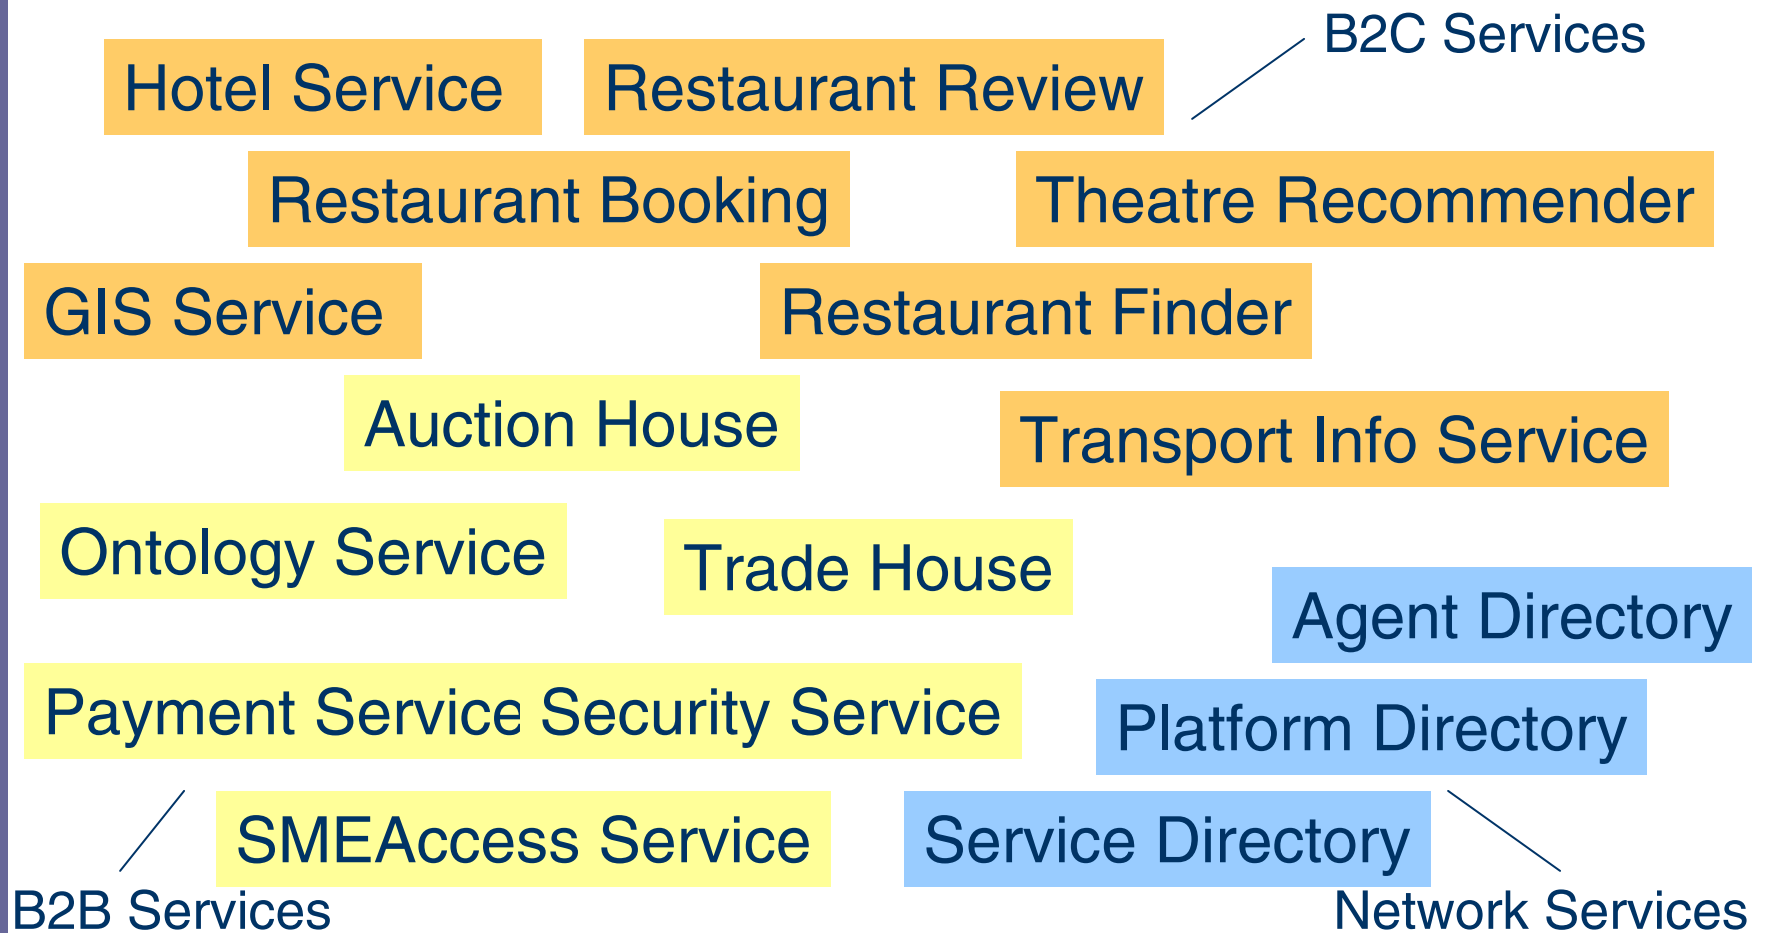 B2C Services
Hotel Service
Restaurant Review
Restaurant Booking
Theatre Recommender
GIS Service
Restaurant Finder
Auction House
Transport Info Service
Ontology Service
Trade House
Agent Directory
Payment Service
Security Service
Platform Directory
SMEAccess Service
Service Directory
B2B Services
Network Services